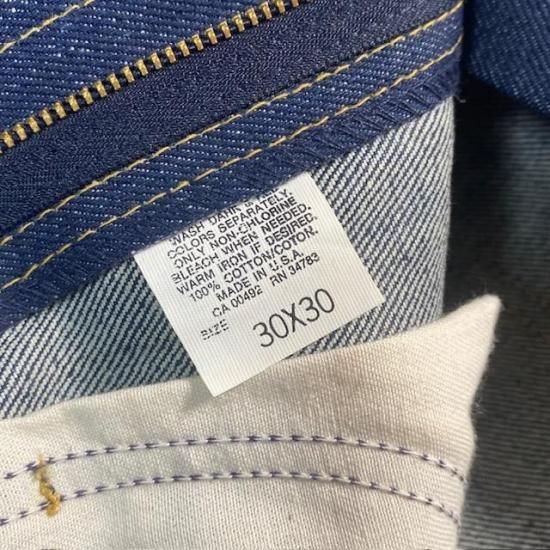 WASH DARK
COLORS SEPARATELY.
ONLY NON-CHLORINE
BLEACH WHEN NEEDED.
WARM IRON IF DESIRED.
100% COTTON/COTON.
MADE IN U.S.A.
CA 00492 RN 34783
SIZE 30X30